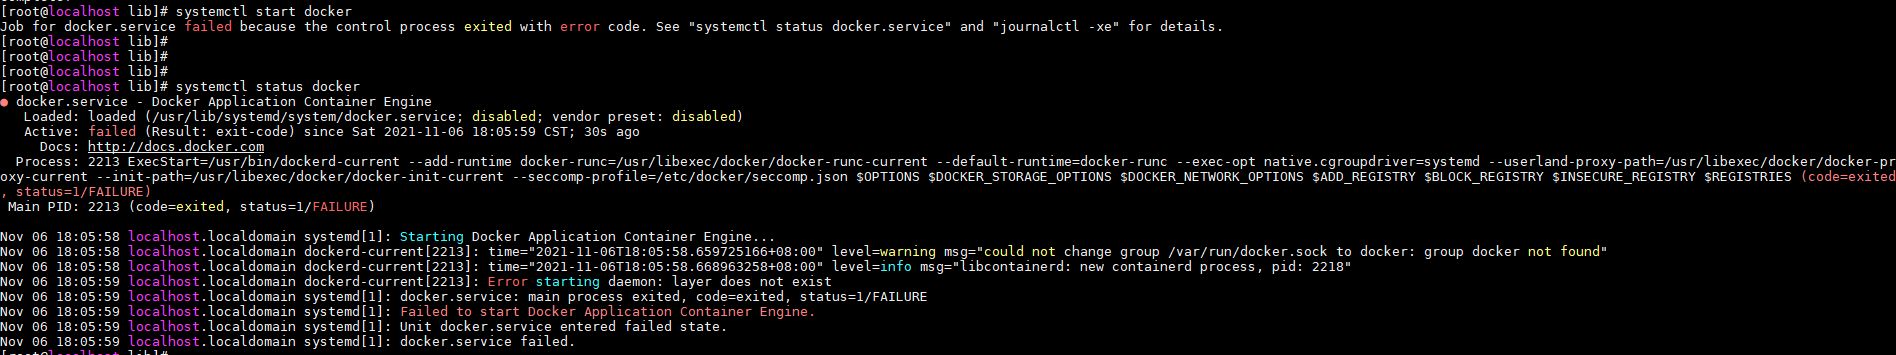 [root@localhost lib]# systemctl start docker
Job for docker.service failed because the control process exited with error code. See "systemctl status docker.service" and "journalctl -xe" for details.
[root@localhost lib]#
[root@localhost lib]#
[root@localhost lib]#
[root@localhost lib]# systemctl status docker
● docker.service - Docker Application Container Engine
   Loaded: loaded (/usr/lib/systemd/system/docker.service; disabled; vendor preset: disabled)
   Active: failed (Result: exit-code) since Sat 2021-11-06 18:05:59 CST; 30s ago
     Docs: http://docs.docker.com
  Process: 2213 ExecStart=/usr/bin/dockerd-current --add-runtime docker-runc=/usr/libexec/docker/docker-runc-current --default-runtime=docker-runc --exec-opt native.cgroupdriver=systemd --userland-proxy-path=/usr/libexec/docker/docker-pr
oxy-current --init-path=/usr/libexec/docker/docker-init-current --seccomp-profile=/etc/docker/seccomp.json $OPTIONS $DOCKER_STORAGE_OPTIONS $DOCKER_NETWORK_OPTIONS $ADD_REGISTRY $BLOCK_REGISTRY $INSECURE_REGISTRY $REGISTRIES (code=exited
, status=1/FAILURE)
 Main PID: 2213 (code=exited, status=1/FAILURE)
Nov 06 18:05:58 localhost.localdomain systemd[1]: Starting Docker Application Container Engine...
Nov 06 18:05:58 localhost.localdomain dockerd-current[2213]: time="2021-11-06T18:05:58.659725166+08:00" level=warning msg="could not change group /var/run/docker.sock to docker: group docker not found"
Nov 06 18:05:58 localhost.localdomain dockerd-current[2213]: time="2021-11-06T18:05:58.668963258+08:00" level=info msg="libcontainerd: new containerd process, pid: 2218"
Nov 06 18:05:59 localhost.localdomain dockerd-current[2213]: Error starting daemon: layer does not exist
Nov 06 18:05:59 localhost.localdomain systemd[1]: docker.service: main process exited, code=exited, status=1/FAILURE
Nov 06 18:05:59 localhost.localdomain systemd[1]: Failed to start Docker Application Container Engine.
Nov 06 18:05:59 localhost.localdomain systemd[1]: Unit docker.service entered failed state.
Nov 06 18:05:59 localhost.localdomain systemd[1]: docker.service failed.